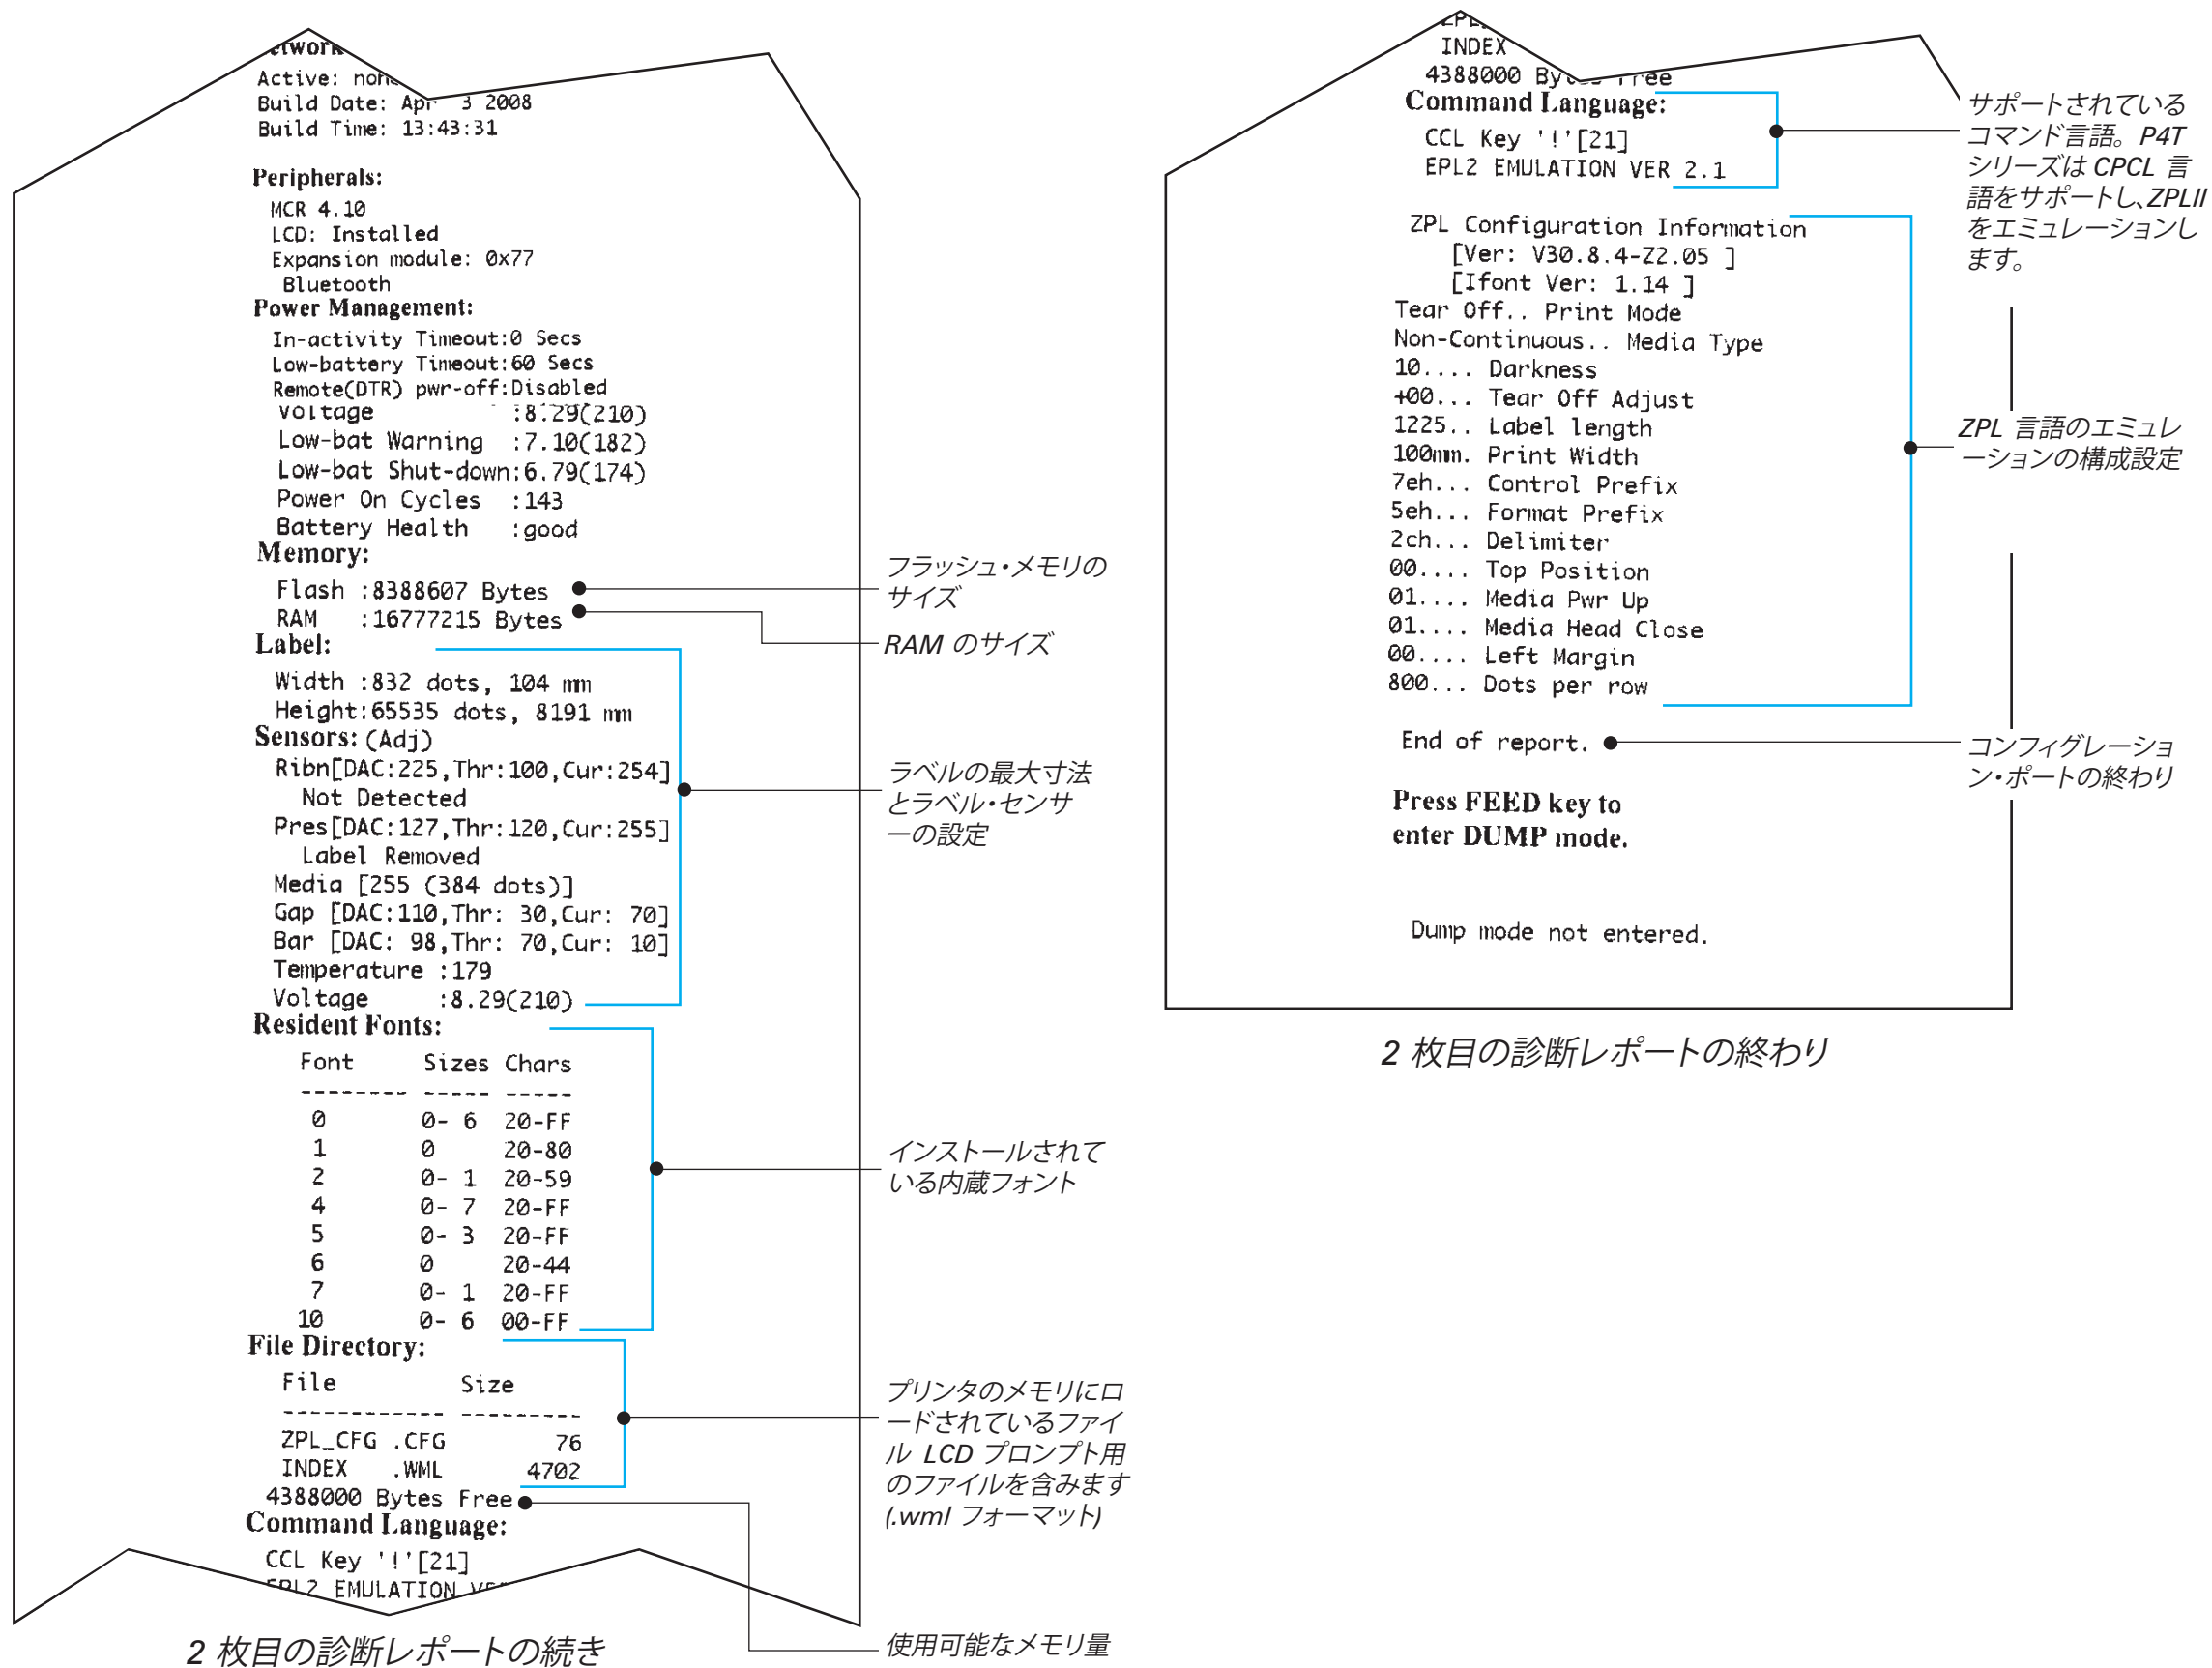 Active: none
Build Date: Apr  3 2008
Build Time: 13:43:31
Peripherals:
MCR 4.10
LCD: Installed
Expansion module: 0x77
Bluetooth
Power Management:
In-activity Timeout:0 Secs
Low-battery Timeout:60 Secs
Remote(DTR) pwr-off:Disabled
Voltage :8.29(210)
Low-bat Warning :7.10(182)
Low-bat Shut-down:6.79(174)
Power On Cycles :143
Battery Health :good
Memory:
Flash :8388607 Bytes
RAM :16777215 Bytes
Label:
Width :832 dots, 104 mm
Height:65535 dots, 8191 mm
Sensors: (Adj)
Ribn[DAC:225,Thr:100,Cur:254]
Not Detected
Pres[DAC:127,Thr:120,Cur:255]
Label Removed
Media [255 (384 dots)]
Gap [DAC:110,Thr: 30,Cur: 70]
Bar [DAC: 98,Thr: 70,Cur: 10]
Temperature :179
Voltage :8.29(210)
Resident Fonts:
Font Sizes Chars
-------- ----- -----
0 0- 6 20-FF
1 0 20-80
2 0- 1 20-59
4 0- 7 20-FF
5 0- 3 20-FF
6 0 20-44
7 0- 1 20-FF
10 0- 6 00-FF
File Directory:
File Size
------------ ---------
ZPL_CFG .CFG 76
INDEX .WML 4702
4388000 Bytes Free
Command Language:
CCL Key '!'[21]
EPL2 EMULATION
2 枚目の診断レポートの続き
フラッシュ・メモリの
サイズ
RAM のサイズ
ラベルの最大寸法
とラベル・センサ
ーの設定
インストールされて
いる内蔵フォント
プリンタのメモリにロ
ードされているファイ
ル LCD プロンプト用
のファイルを含みます
(.wml フォーマット)
使用可能なメモリ量
INDEX
4388000 Bytes Free
Command Language:
CCL Key '!'[21]
EPL2 EMULATION VER 2.1
ZPL Configuration Information
[Ver: V30.8.4-Z2.05 ]
[Ifont Ver: 1.14 ]
Tear Off.. Print Mode
Non-Continuous.. Media Type
10.... Darkness
+00... Tear Off Adjust
1225.. Label length
100mm. Print Width
7eh... Control Prefix
5eh... Format Prefix
2ch... Delimiter
00.... Top Position
01.... Media Pwr Up
01.... Media Head Close
00.... Left Margin
800... Dots per row
End of report.
Press FEED key to
enter DUMP mode.
Dump mode not entered.
2 枚目の診断レポートの終わり
サポートされている
コマンド言語。P4T
シリーズは CPCL 言
語をサポートし、ZPLII
をエミュレーションし
ます。
ZPL 言語のエミュレ
ーションの構成設定
コンフィグレーショ
ン・ポートの終わり